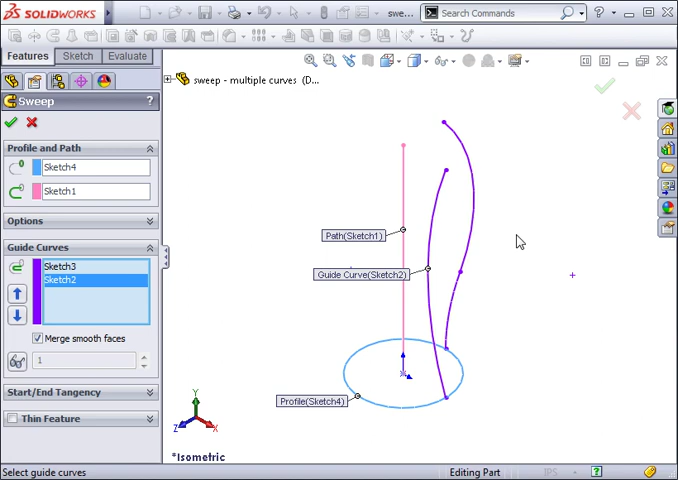 SOLIDWORKS
swe...
Search Commands
?
Features
Sketch
Evaluate
sweep - multiple curves (D...
Sweep
?
Profile and Path
Sketch4
Sketch1
Options
Guide Curves
Sketch3
Sketch2
Merge smooth faces
1
Start/End Tangency
Thin Feature
Path(Sketch1)
Guide Curve(Sketch2)
Profile(Sketch4)
Y
Z
X
*Isometric
Select guide curves
Editing Part
IPS
?